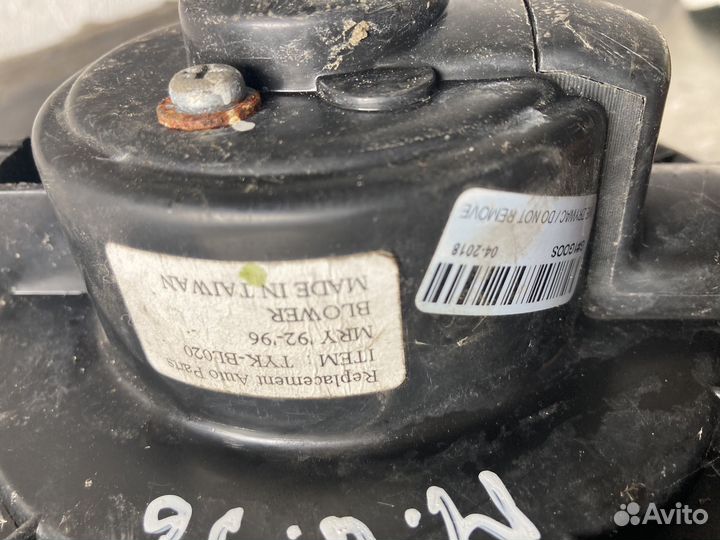 Replacement Auto Parts
ITEM : TYK-BL020
MRY '92-'96
BLOWER
MADE IN TAIWAN
DO NOT REMOVE
04-2018
Avito